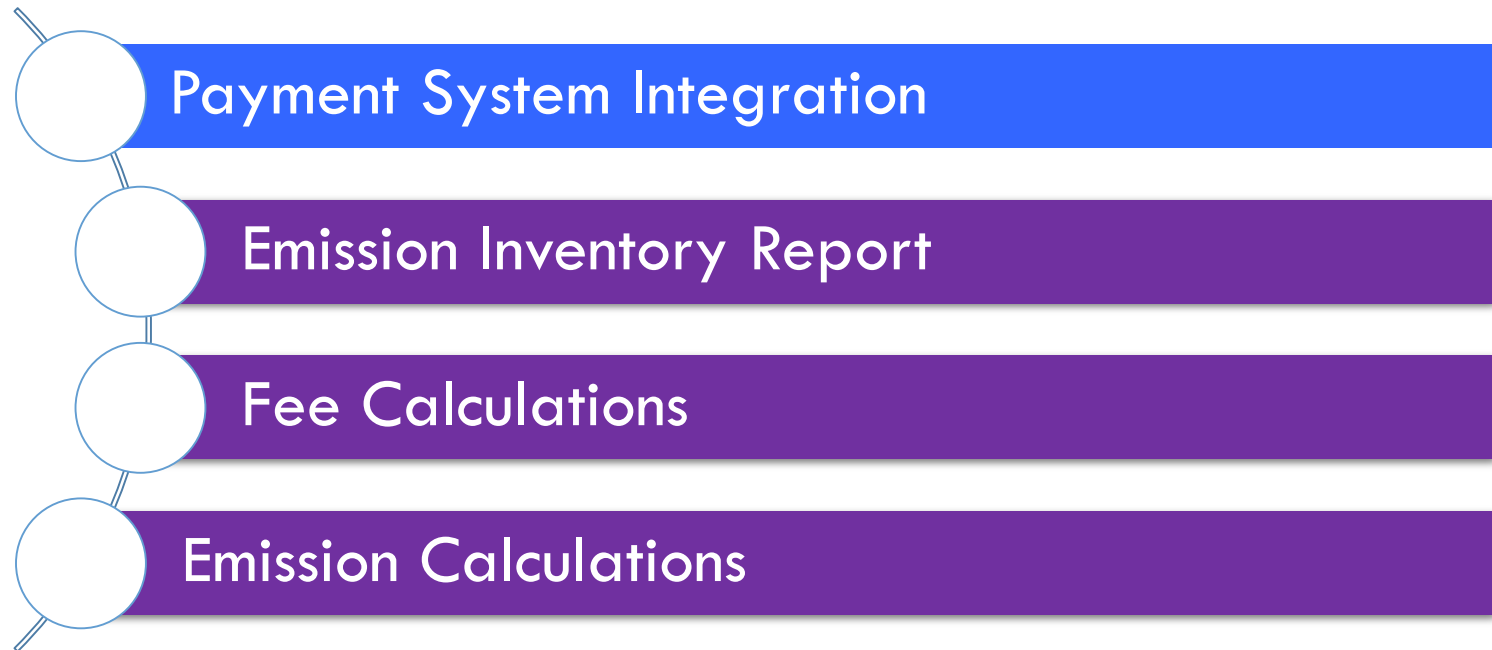 Payment System Integration
Emission Inventory Report
Fee Calculations
Emission Calculations